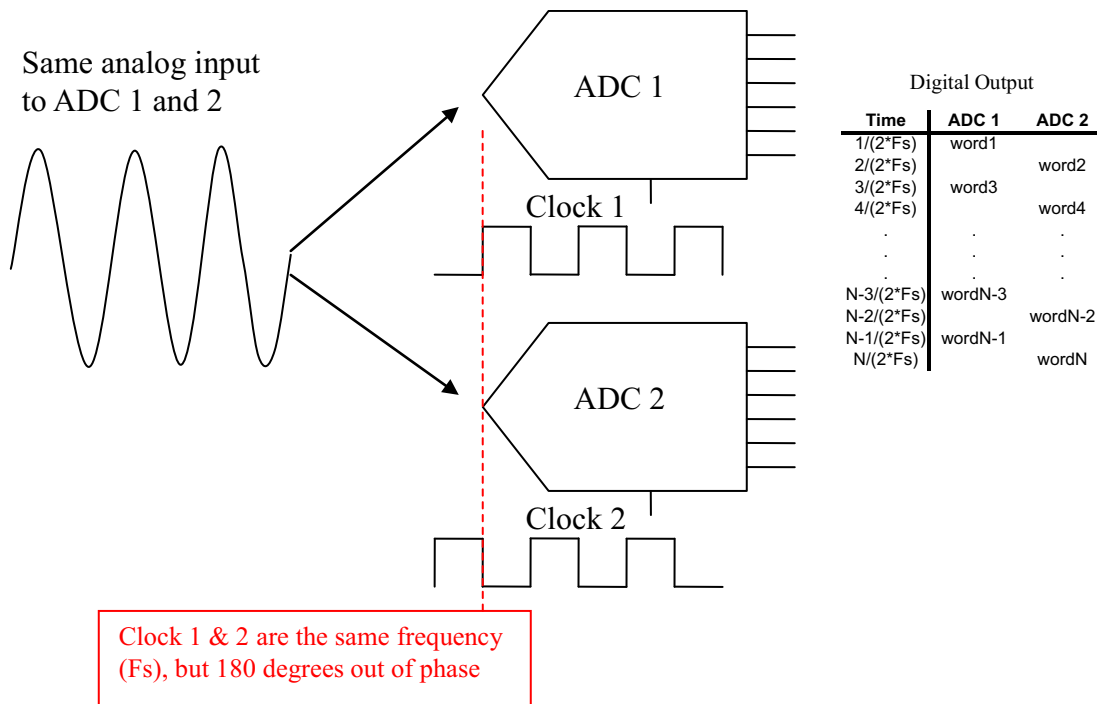 Same analog input
to ADC 1 and 2
ADC 1
Clock 1
ADC 2
Clock 2
Clock 1 & 2 are the same frequency
(Fs), but 180 degrees out of phase
Digital Output
Time ADC 1 ADC 2
1/(2*Fs) word1
2/(2*Fs) word2
3/(2*Fs) word3
4/(2*Fs) word4
. . .
. . .
. . .
N-3/(2*Fs) wordN-3
N-2/(2*Fs) wordN-2
N-1/(2*Fs) wordN-1
N/(2*Fs) wordN